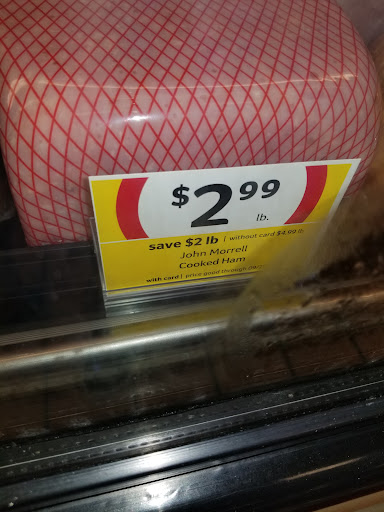 $2.99
lb.
save $2 lb | without card $4.99 lb
John Morrell
Cooked Ham
with card | price good through